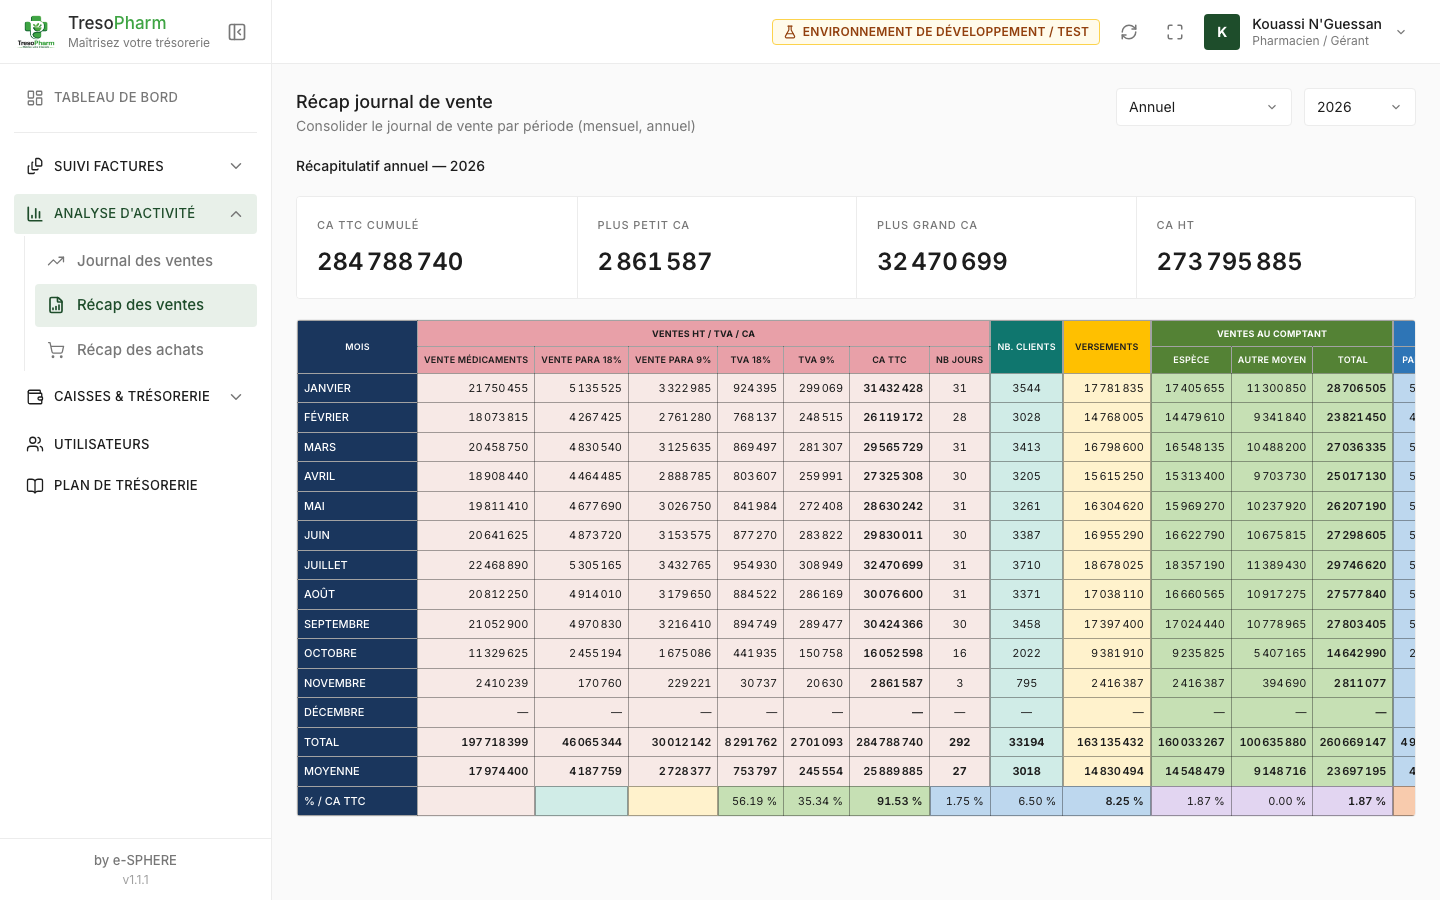 TresoPharm
Maîtrisez votre trésorerie
TresoPharm
ENVIRONNEMENT DE DÉVELOPPEMENT / TEST
K
Kouassi N'Guessan
Pharmacien / Gérant
TABLEAU DE BORD
SUIVI FACTURES
ANALYSE D'ACTIVITÉ
Journal des ventes
Récap des ventes
Récap des achats
CAISSES & TRÉSORERIE
UTILISATEURS
PLAN DE TRÉSORERIE
by e-SPHERE
v1.1.1
Récap journal de vente
Consolider le journal de vente par période (mensuel, annuel)
Annuel
2026
Récapitulatif annuel — 2026
CA TTC CUMULÉ PLUS PETIT CA PLUS GRAND CA CA HT
284 788 740 2 861 587 32 470 699 273 795 885
MOIS VENTES HT / TVA / CA NB. CLIENTS VERSEMENTS VENTES AU COMPTANT
VENTE MÉDICAMENTS VENTE PARA 18% VENTE PARA 9% TVA 18% TVA 9% CA TTC NB JOURS ESPÈCE AUTRE MOYEN TOTAL PA
JANVIER 21 750 455 5 135 525 3 322 985 924 395 299 069 31 432 428 31 3544 17 781 835 17 405 655 11 300 850 28 706 505 5
FÉVRIER 18 073 815 4 267 425 2 761 280 768 137 248 515 26 119 172 28 3028 14 768 005 14 479 610 9 341 840 23 821 450 4
MARS 20 458 750 4 830 540 3 125 635 869 497 281 307 29 565 729 31 3413 16 798 600 16 548 135 10 488 200 27 036 335 5
AVRIL 18 908 440 4 464 485 2 888 785 803 607 259 991 27 325 308 30 3205 15 615 250 15 313 400 9 703 730 25 017 130 5
MAI 19 811 410 4 677 690 3 026 750 841 984 272 408 28 630 242 31 3261 16 304 620 15 969 270 10 237 920 26 207 190 5
JUIN 20 641 625 4 873 720 3 153 575 877 270 283 822 29 830 011 30 3387 16 955 290 16 622 790 10 675 815 27 298 605 5
JUILLET 22 468 890 5 305 165 3 432 765 954 930 308 949 32 470 699 31 3710 18 678 025 18 357 190 11 389 430 29 746 620 5
AOÛT 20 812 250 4 914 010 3 179 650 884 522 286 169 30 076 600 31 3371 17 038 110 16 660 565 10 917 275 27 577 840 5
SEPTEMBRE 21 052 900 4 970 830 3 216 410 894 749 289 477 30 424 366 30 3458 17 397 400 17 024 440 10 778 965 27 803 405 5
OCTOBRE 11 329 625 2 455 194 1 675 086 441 935 150 758 16 052 598 16 2022 9 381 910 9 235 825 5 407 165 14 642 990 2
NOVEMBRE 2 410 239 170 760 229 221 30 737 20 630 2 861 587 3 795 2 416 387 2 416 387 394 690 2 811 077
DÉCEMBRE — — — — — — — — — — — —
TOTAL 197 718 399 46 065 344 30 012 142 8 291 762 2 701 093 284 788 740 292 33194 163 135 432 160 033 267 100 635 880 260 669 147 49
MOYENNE 17 974 400 4 187 759 2 728 377 753 797 245 554 25 889 885 27 3018 14 830 494 14 548 479 9 148 716 23 697 195 4
% / CA TTC 56.19 % 35.34 % 91.53 % 1.75 % 6.50 % 8.25 % 1.87 % 0.00 % 1.87 %